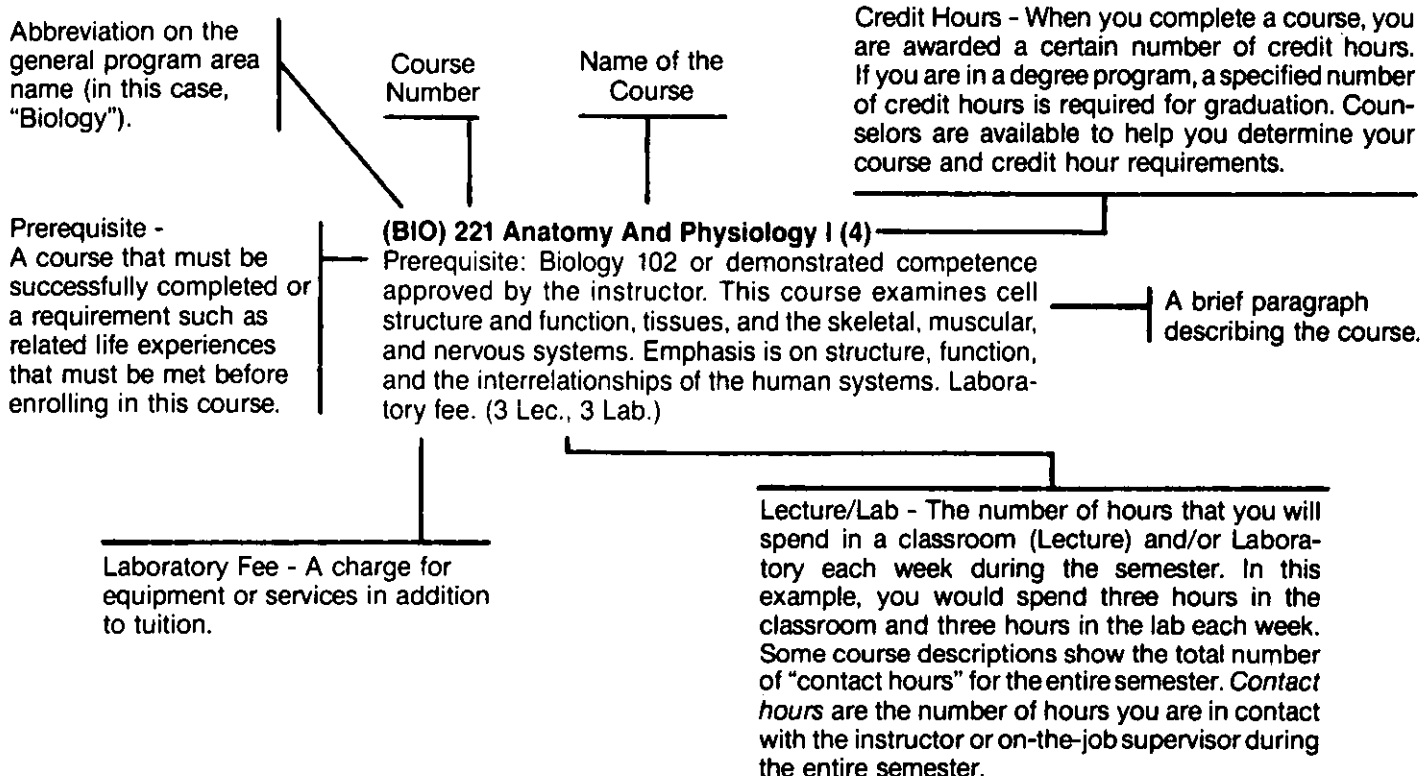 Abbreviation on the
general program area
name (in this case,
“Biology”).
Course
Number
Name of the
Course
Credit Hours - When you complete a course, you
are awarded a certain number of credit hours.
If you are in a degree program, a specified number
of credit hours is required for graduation. Coun-
selors are available to help you determine your
course and credit hour requirements.
Prerequisite -
A course that must be
successfully completed or
a requirement such as
related life experiences
that must be met before
enrolling in this course.
(BIO) 221 Anatomy And Physiology I (4)
Prerequisite: Biology 102 or demonstrated competence
approved by the instructor. This course examines cell
structure and function, tissues, and the skeletal, muscular,
and nervous systems. Emphasis is on structure, function,
and the interrelationships of the human systems. Labora-
tory fee. (3 Lec., 3 Lab.)
A brief paragraph
describing the course.
Laboratory Fee - A charge for
equipment or services in addition
to tuition.
Lecture/Lab - The number of hours that you will
spend in a classroom (Lecture) and/or Labora-
tory each week during the semester. In this
example, you would spend three hours in the
classroom and three hours in the lab each week.
Some course descriptions show the total number
of “contact hours” for the entire semester. Contact
hours are the number of hours you are in contact
with the instructor or on-the-job supervisor during
the entire semester.